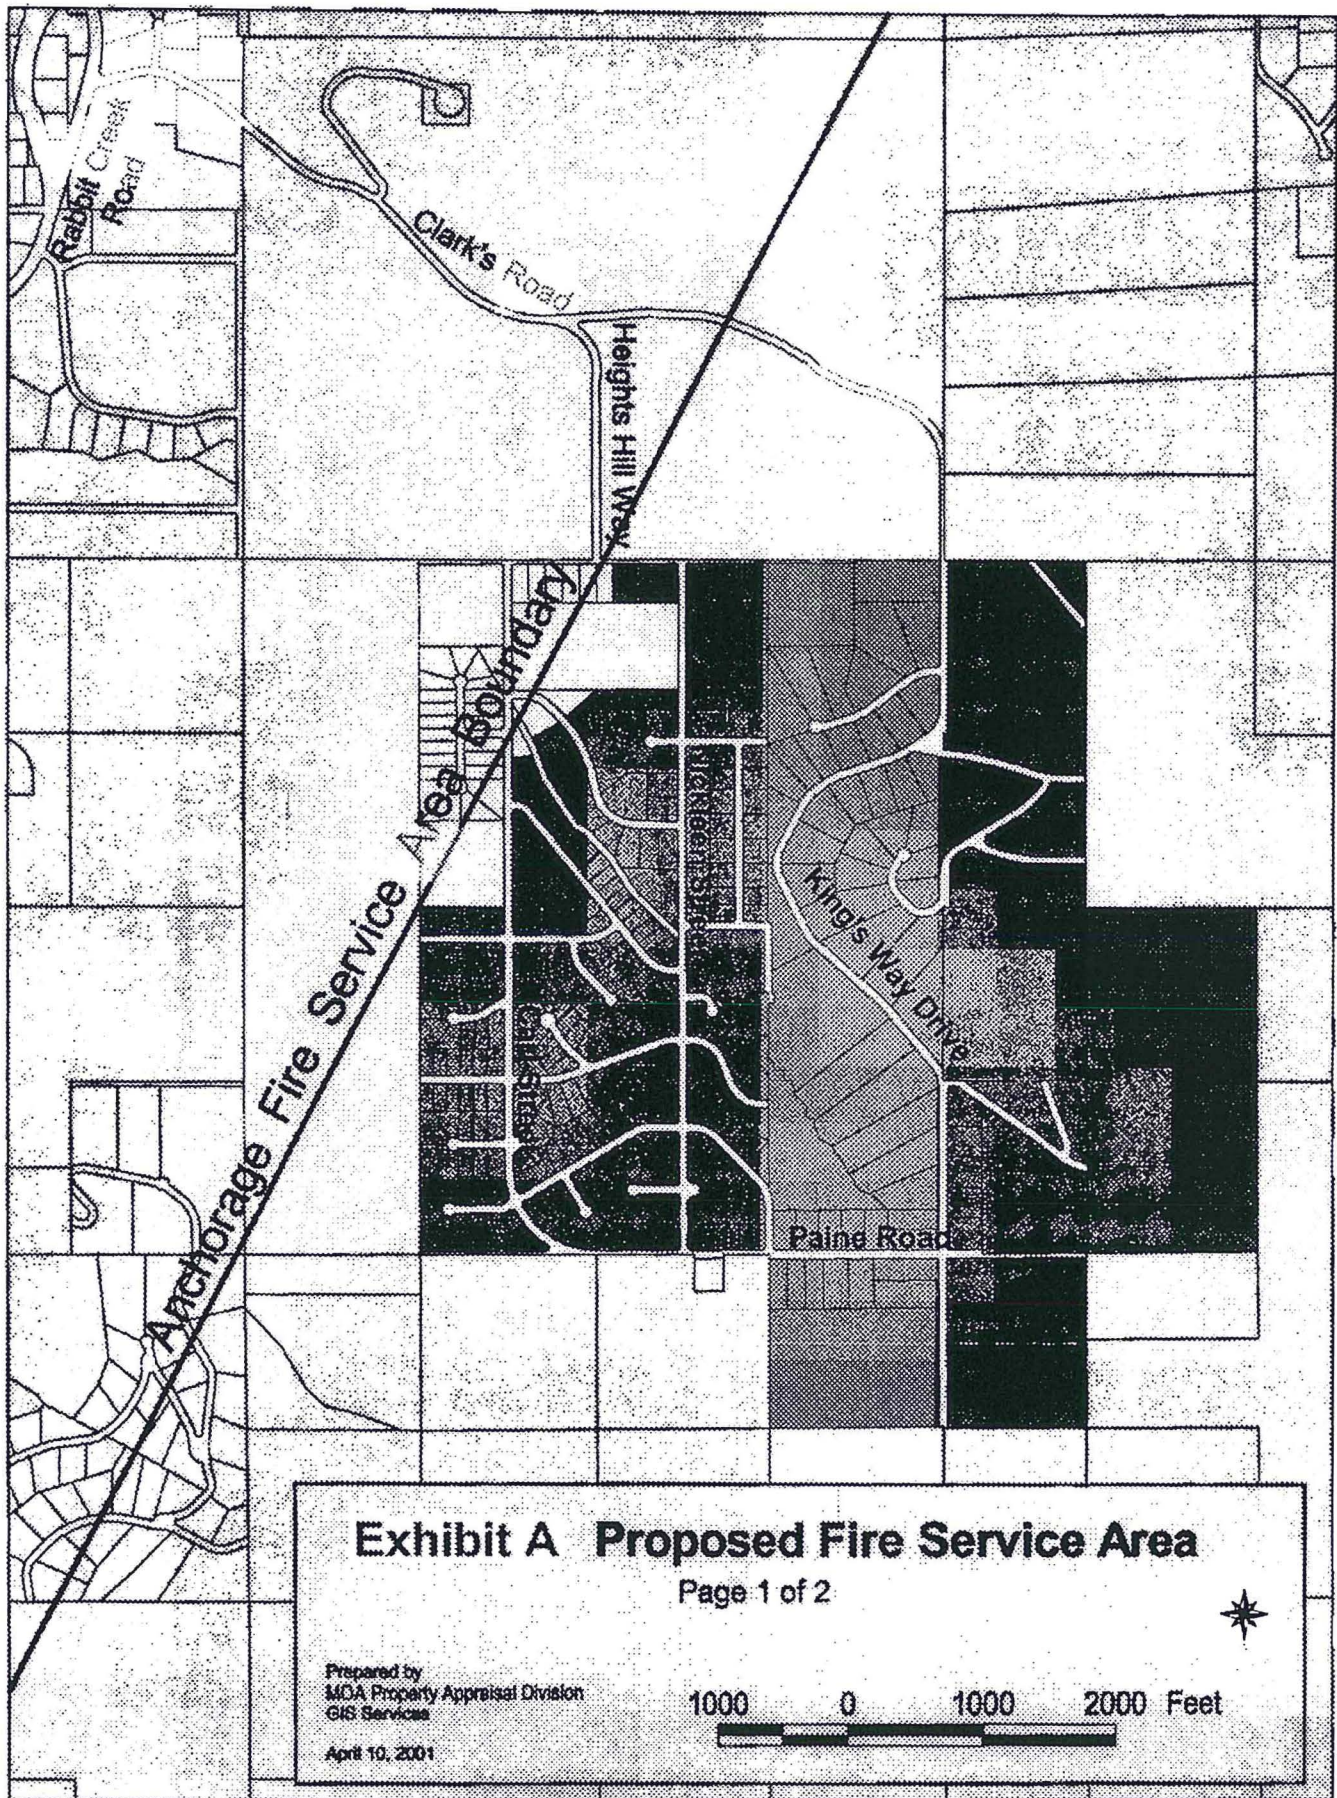 Rabbit Creek
Road
Clark's Road
Heights Hill Way
Anchorage Fire Service Area Boundary
King's Way Drive
Paine Road
Exhibit A Proposed Fire Service Area
Page 1 of 2
Prepared by
MOA Property Appraisal Division
GIS Services
April 10, 2001
1000 0 1000 2000 Feet